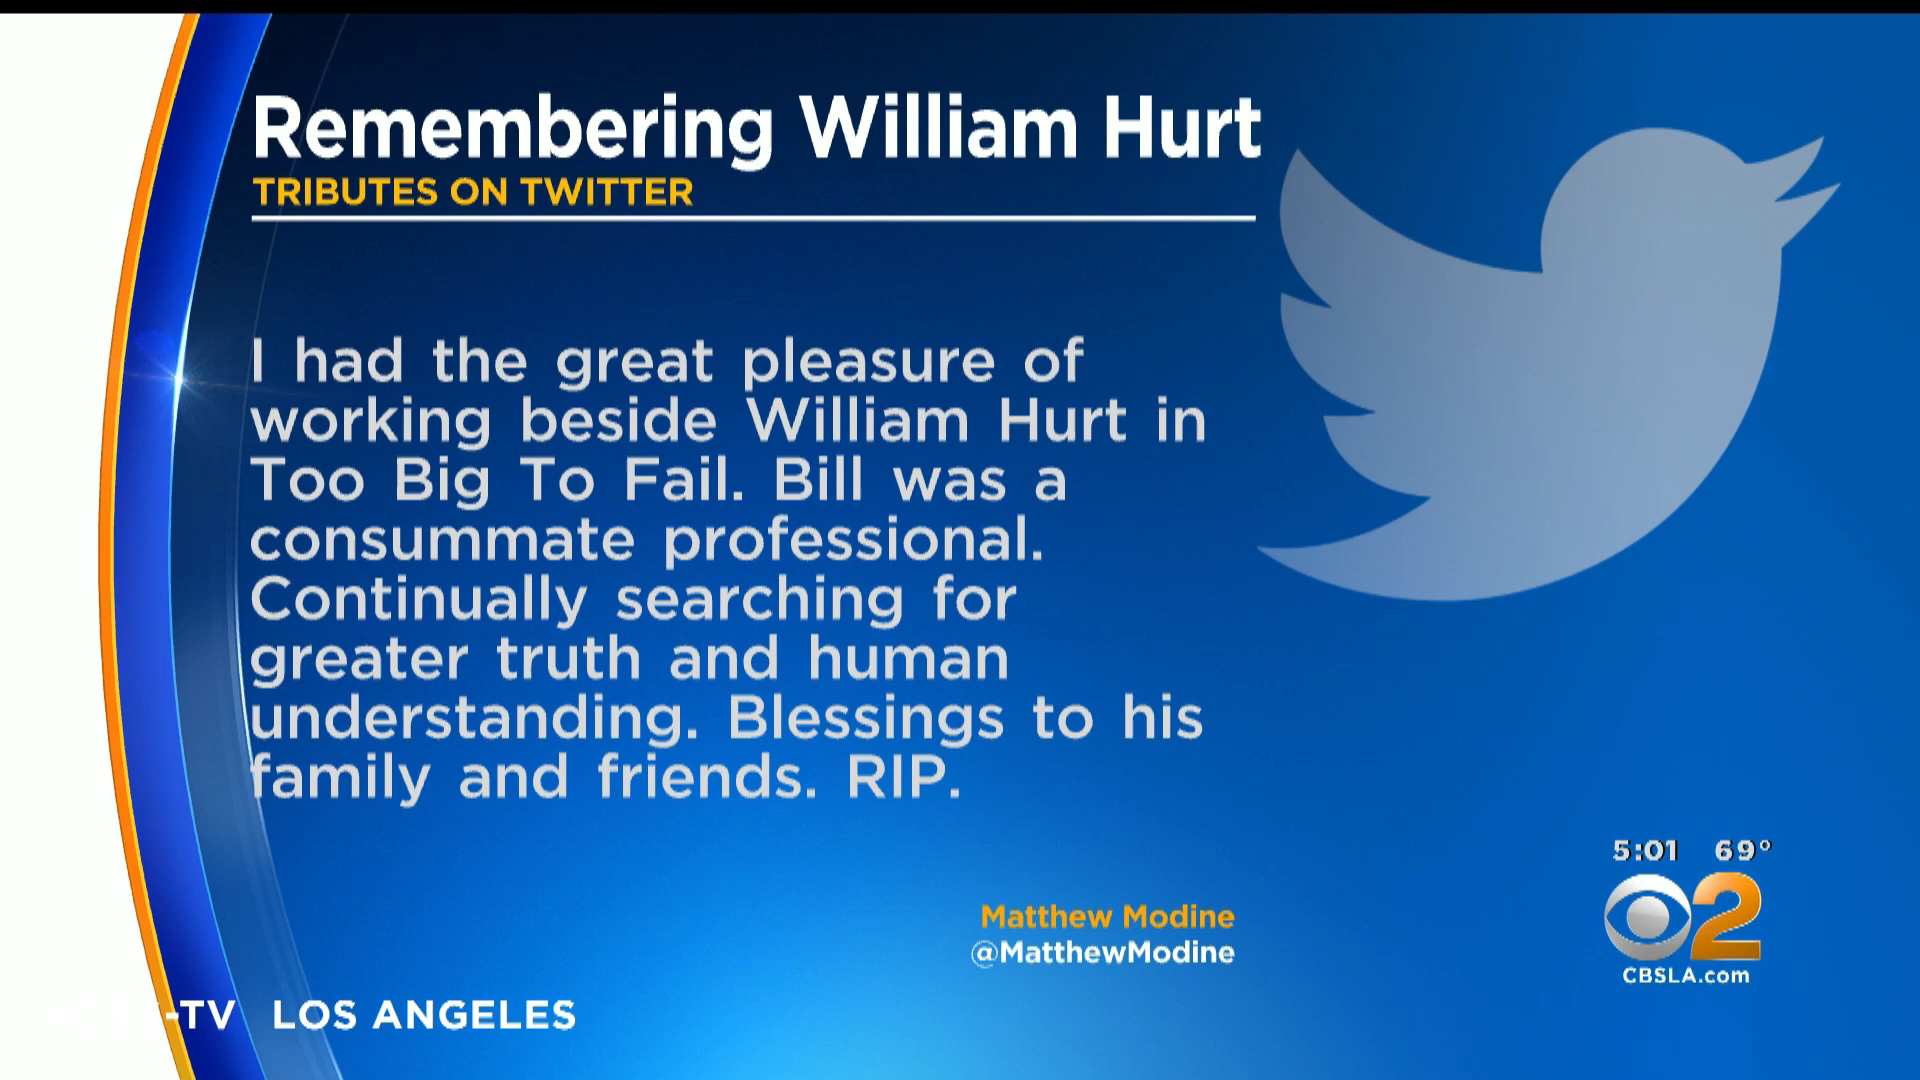 Remembering William Hurt
TRIBUTES ON TWITTER
I had the great pleasure of
working beside William Hurt in
Too Big To Fail. Bill was a
consummate professional.
Continually searching for
greater truth and human
understanding. Blessings to his
family and friends. RIP.
Matthew Modine
@MatthewModine
5:01 69°
2
CBSLA.com
-TV LOS ANGELES